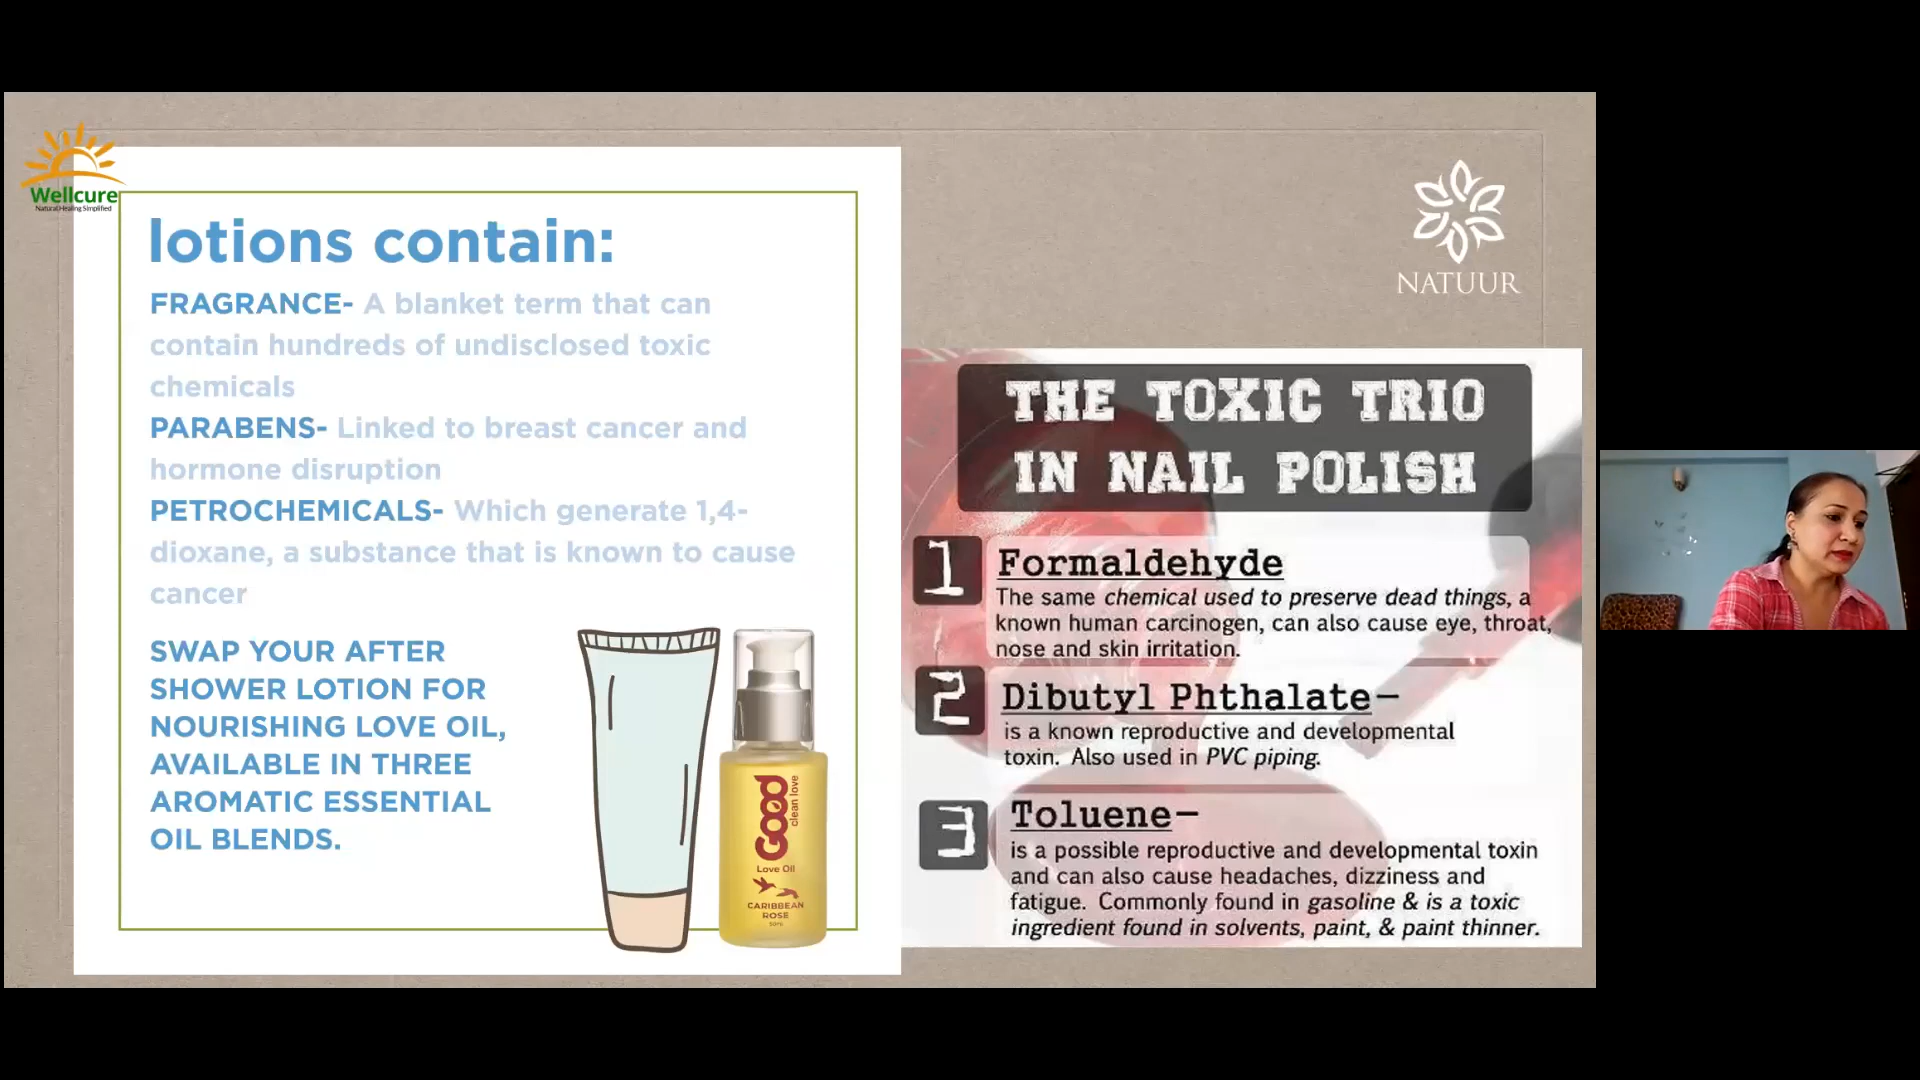 Wellcure
Natural Healing Simplified
lotions contain:
FRAGRANCE- A blanket term that can
contain hundreds of undisclosed toxic
chemicals
PARABENS- Linked to breast cancer and
hormone disruption
PETROCHEMICALS- Which generate 1,4-
dioxane, a substance that is known to cause
cancer
SWAP YOUR AFTER
SHOWER LOTION FOR
NOURISHING LOVE OIL,
AVAILABLE IN THREE
AROMATIC ESSENTIAL
OIL BLENDS.
Good
clean love
Love Oil
CARIBBEAN
ROSE
NATUUR
THE TOXIC TRIO
IN NAIL POLISH
1 Formaldehyde
The same chemical used to preserve dead things, a
known human carcinogen, can also cause eye, throat,
nose and skin irritation.
2 Dibutyl Phthalate–
is a known reproductive and developmental
toxin. Also used in PVC piping.
3 Toluene–
is a possible reproductive and developmental toxin
and can also cause headaches, dizziness and
fatigue. Commonly found in gasoline & is a toxic
ingredient found in solvents, paint, & paint thinner.